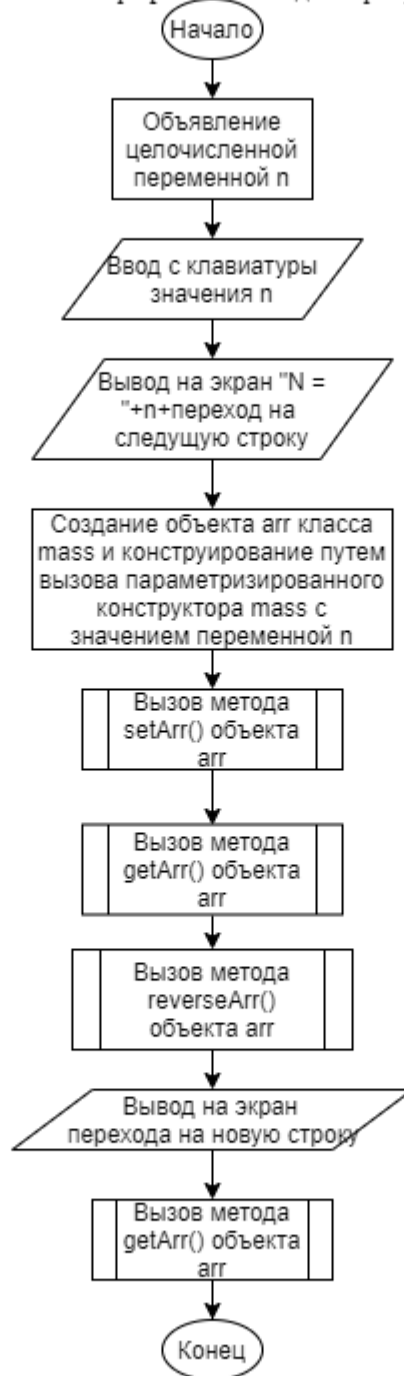 Начало
Объявление
целочисленной
переменной n
Ввод с клавиатуры
значения n
Вывод на экран "N =
"+n+переход на
следущую строку
Создание объекта arr класса
mass и конструирование путем
вызова параметризированного
конструктора mass с
значением переменной n
Вызов метода
setArr() объекта
arr
Вызов метода
getArr() объекта
arr
Вызов метода
reverseArr()
объекта arr
Вывод на экран
перехода на новую строку
Вызов метода
getArr() объекта
arr
Конец